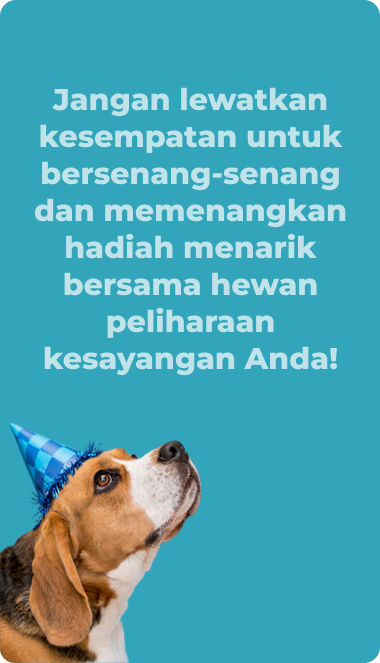 Jangan lewatkan
kesempatan untuk
bersenang-senang
dan memenangkan
hadiah menarik
bersama hewan
peliharaan
kesayangan Anda!